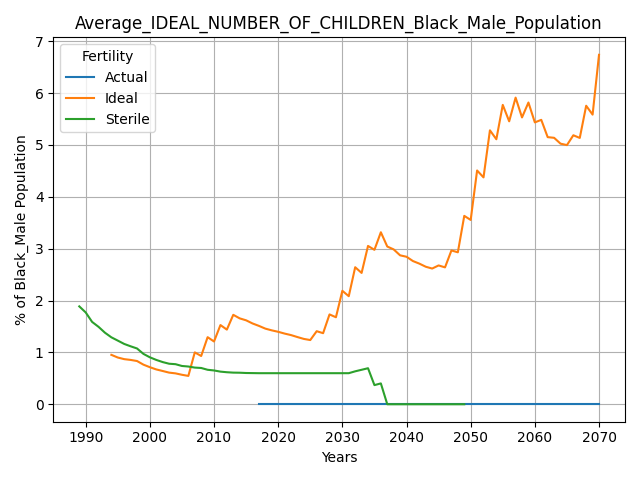 Average_IDEAL_NUMBER_OF_CHILDREN_Black_Male_Population
Fertility
Actual
Ideal
Sterile
% of Black_Male Population
7
6
5
4
3
2
1
0
1990 2000 2010 2020 2030 2040 2050 2060 2070
Years